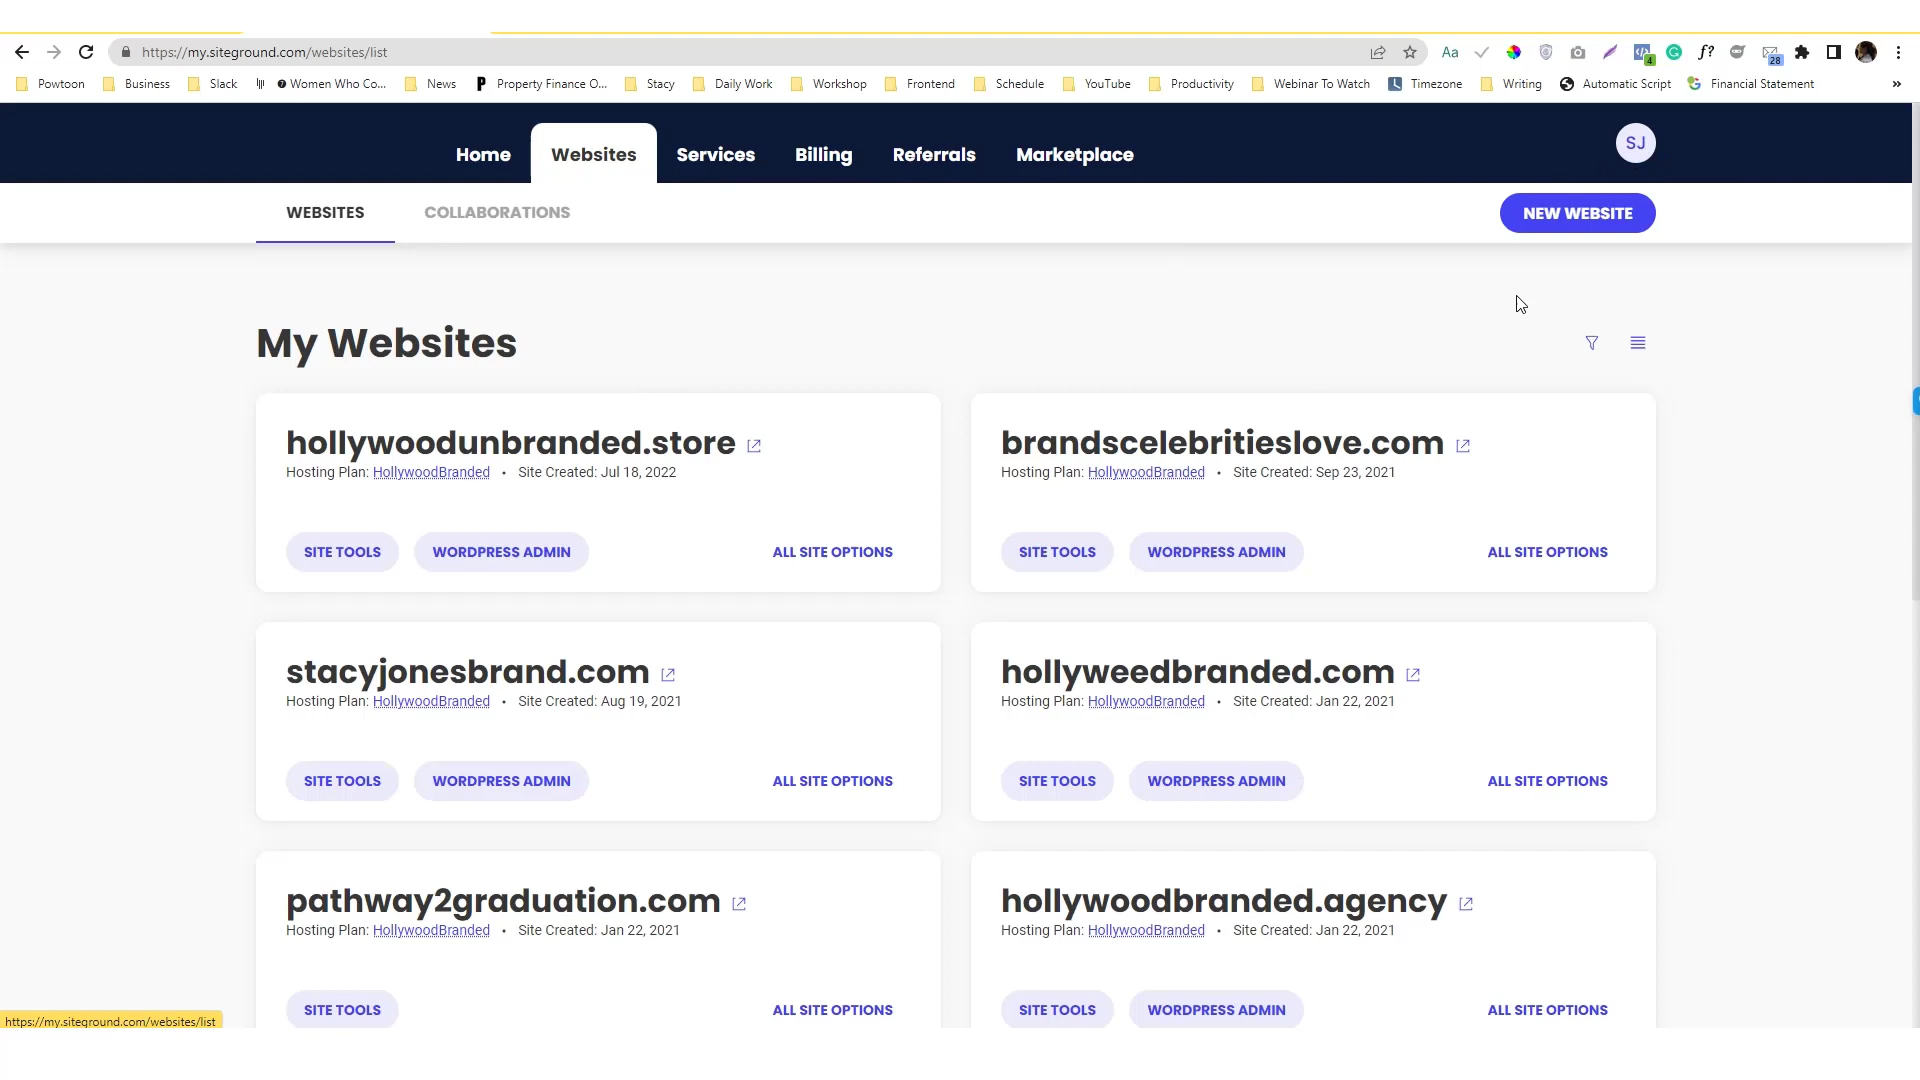 https://my.siteground.com/websites/list
Aa
4
f?
28
Powtoon Business Slack Women Who Co... News Property Finance O... Stacy Daily Work Workshop Frontend Schedule YouTube Productivity Webinar To Watch Timezone Writing Automatic Script Financial Statement »
Home Websites Services Billing Referrals Marketplace SJ
WEBSITES COLLABORATIONS NEW WEBSITE
My Websites
hollywoodunbranded.store
Hosting Plan: HollywoodBranded • Site Created: Jul 18, 2022
SITE TOOLS WORDPRESS ADMIN ALL SITE OPTIONS
brandscelebritieslove.com
Hosting Plan: HollywoodBranded • Site Created: Sep 23, 2021
SITE TOOLS WORDPRESS ADMIN ALL SITE OPTIONS
stacyjonesbrand.com
Hosting Plan: HollywoodBranded • Site Created: Aug 19, 2021
SITE TOOLS WORDPRESS ADMIN ALL SITE OPTIONS
hollyweedbranded.com
Hosting Plan: HollywoodBranded • Site Created: Jan 22, 2021
SITE TOOLS WORDPRESS ADMIN ALL SITE OPTIONS
pathway2graduation.com
Hosting Plan: HollywoodBranded • Site Created: Jan 22, 2021
SITE TOOLS ALL SITE OPTIONS
hollywoodbranded.agency
Hosting Plan: HollywoodBranded • Site Created: Jan 22, 2021
SITE TOOLS WORDPRESS ADMIN ALL SITE OPTIONS
https://my.siteground.com/websites/list